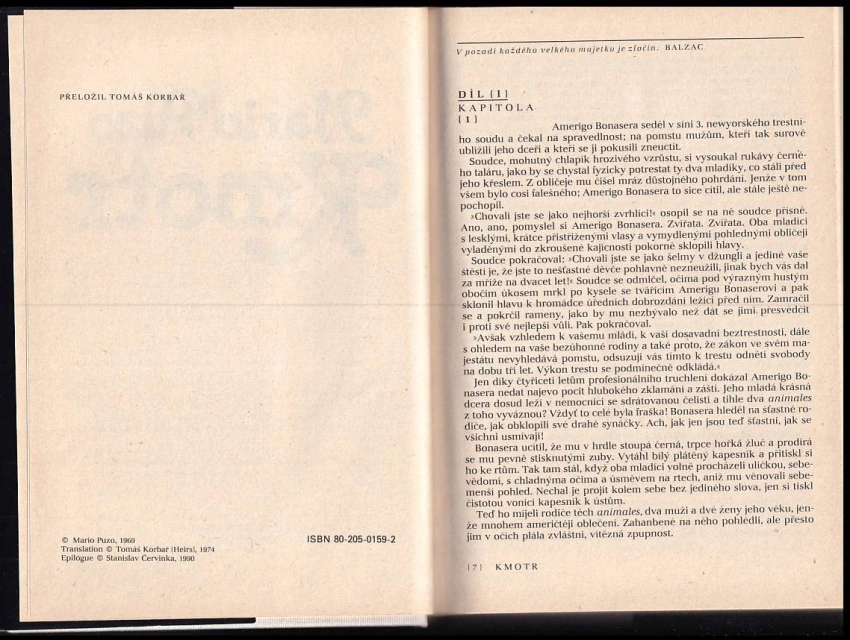 PŘELOŽIL TOMÁŠ KORBAŘ
© Mario Puzo, 1969
Translation © Tomáš Korbař (Heirs), 1974
Epilogue © Stanislav Červinka, 1990
ISBN 80-205-0159-2
V pozadí každého velkého majetku je zločin. BALZAC
DÍL [1]
KAPITOLA
[1]
Amerigo Bonasera seděl v síni 3. newyorského trestní-
ho soudu a čekal na spravedlnost; na pomstu mužům, kteří tak surově
ublížili jeho dceři a kteří se ji pokusili zneuctít.
Soudce, mohutný chlapík hrozivého vzrůstu, si vysoukal rukávy černé-
ho taláru, jako by se chystal fyzicky potrestat ty dva mladíky, co stáli před
jeho křeslem. Z obličeje mu čišel mráz důstojného pohrdání. Jenže v tom
všem bylo cosi falešného; Amerigo Bonasera to sice cítil, ale stále ještě ne-
pochopil.
»Chovali jste se jako nejhorší zvrhlíci!« osopil se na ně soudce přísně.
Ano, ano, pomyslel si Amerigo Bonasera. Zvířata. Zvířata. Oba mladíci
s lesklými, krátce přistřiženými vlasy a vymydlenými pohlednými obličeji
vyladěnými do zkroušené kajícnosti pokorně sklopili hlavy.
Soudce pokračoval: »Chovali jste se jako šelmy v džungli a jediné vaše
štěstí je, že jste to nešťastné děvče pohlavně nezneužili, jinak bych vás dal
za mříže na dvacet let!« Soudce se odmlčel, očima pod výrazným hustým
obočím úkosem mrkl po kysele se tvářícím Amerigu Bonaserovi a pak
sklonil hlavu k hromádce úředních dobrozdání ležící před ním. Zamračil
se a pokrčil rameny, jako by mu nezbývalo než dát se jimi přesvědčit
i proti své nejlepší vůli. Pak pokračoval.
»Avšak vzhledem k vašemu mládí, k vaší dosavadní beztrestnosti, dále
s ohledem na vaše bezúhonné rodiny a také proto, že zákon ve svém ma-
jestátu nevyhledává pomstu, odsuzuji vás tímto k trestu odnětí svobody
na dobu tří let. Výkon trestu se podmínečně odkládá.«
Jen díky čtyřiceti letům profesionálního truchlení dokázal Amerigo Bo-
nasera nedat najevo pocit hlubokého zklamání a zášti. Jeho mladá krásná
dcera dosud leží v nemocnici se sdrátovanou čelistí a tihle dva animales
z toho vyváznou? Vždyť to celé byla fraška! Bonasera hleděl na šťastné ro-
diče, jak obklopili své drahé synáčky. Ach, jak jen jsou teď šťastní, jak se
všichni usmívají!
Bonasera ucítil, že mu v hrdle stoupá černá, trpce hořká žluč a prodírá
se mu pevně stisknutými zuby. Vytáhl bílý plátěný kapesník a přitiskl si
ho ke rtům. Tak tam stál, když oba mladíci volně procházeli uličkou, sebe-
vědomí, s chladnýma očima a úsměvem na rtech, aniž mu věnovali sebe-
menší pohled. Nechal je projít kolem sebe bez jediného slova, jen si tiskl
čistotou vonící kapesník k ústům.
Teď ho míjeli rodiče těch animales, dva muži a dvě ženy jeho věku, jen-
že mnohem američtěji oblečení. Zahanbeně na něho pohlédli, ale přesto
jim v očích plála zvláštní, vítězná zpupnost.
[7] KMOTR